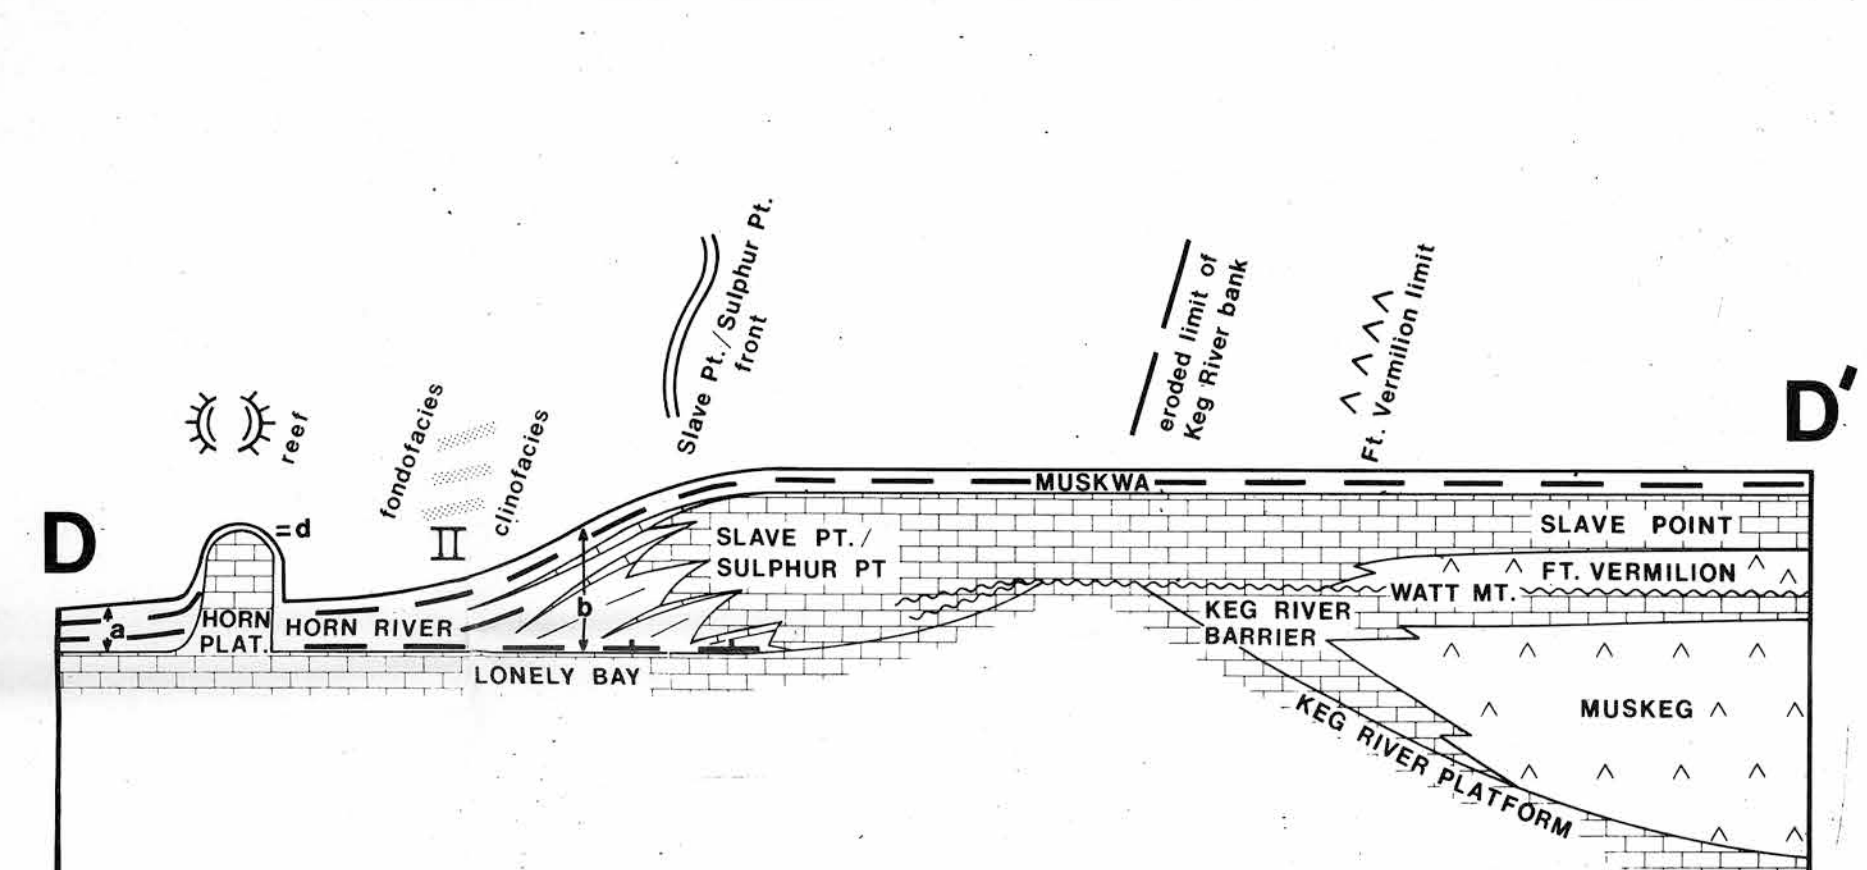 Slave Pt./Sulphur Pt.
front
eroded limit of
Keg River bank
Ft. Vermilion limit
reef
fondofacies
clinofacies
D'
D
II
=d
MUSKWA
SLAVE PT./
SULPHUR PT
SLAVE POINT
FT. VERMILION
WATT MT.
a
b
HORN
PLAT.
HORN RIVER
KEG RIVER
BARRIER
LONELY BAY
MUSKEG
KEG RIVER PLATFORM